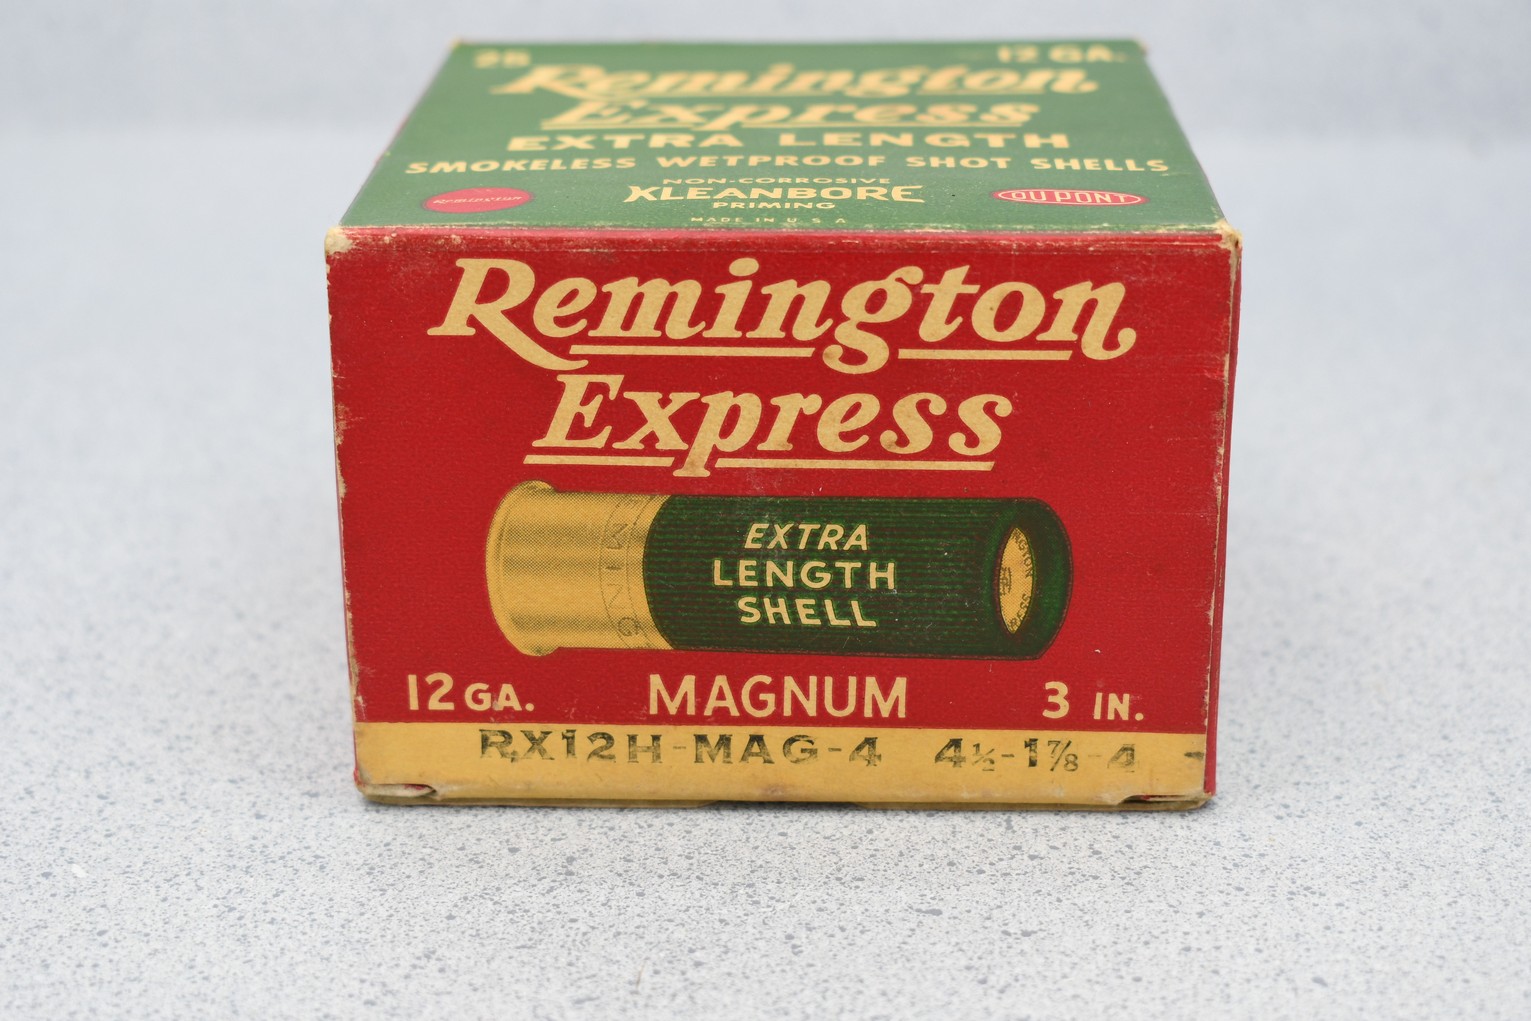 25 12 GA.
Remington
Express
EXTRA LENGTH
SMOKELESS WETPROOF SHOT SHELLS
NON-CORROSIVE
KLEANBORE
PRIMING
Remington
DU PONT
MADE IN U.S.A.
Remington
Express
EXTRA
LENGTH
SHELL
12 GA. MAGNUM 3 IN.
RX12H-MAG-4 4½-1⅞-4